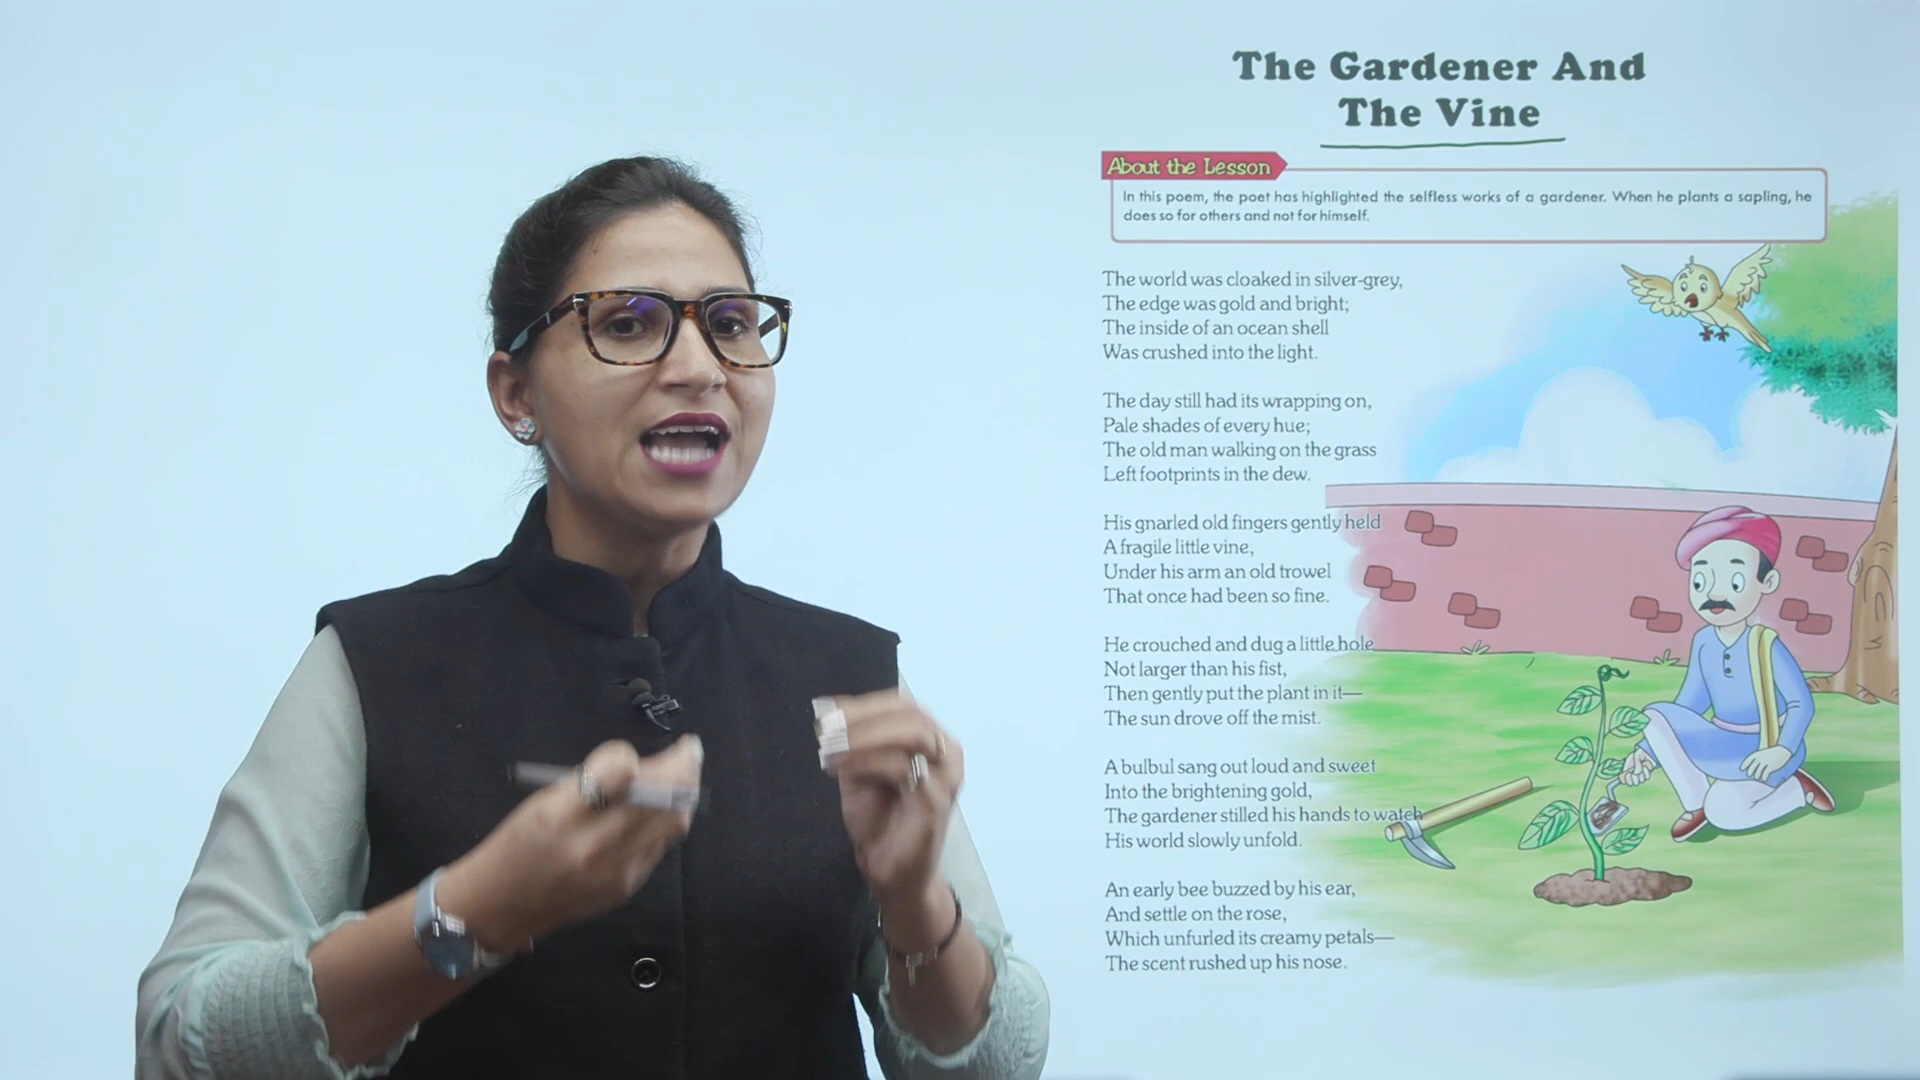 The Gardener And
The Vine
About the Lesson
In this poem, the poet has highlighted the selfless works of a gardener. When he plants a sapling, he
does so for others and not for himself.
The world was cloaked in silver-grey,
The edge was gold and bright;
The inside of an ocean shell
Was crushed into the light.
The day still had its wrapping on,
Pale shades of every hue;
The old man walking on the grass
Left footprints in the dew.
His gnarled old fingers gently held
A fragile little vine,
Under his arm an old trowel
That once had been so fine.
He crouched and dug a little hole
Not larger than his fist,
Then gently put the plant in it—
The sun drove off the mist.
A bulbul sang out loud and sweet
Into the brightening gold,
The gardener stilled his hands to watch
His world slowly unfold.
An early bee buzzed by his ear,
And settle on the rose,
Which unfurled its creamy petals—
The scent rushed up his nose.